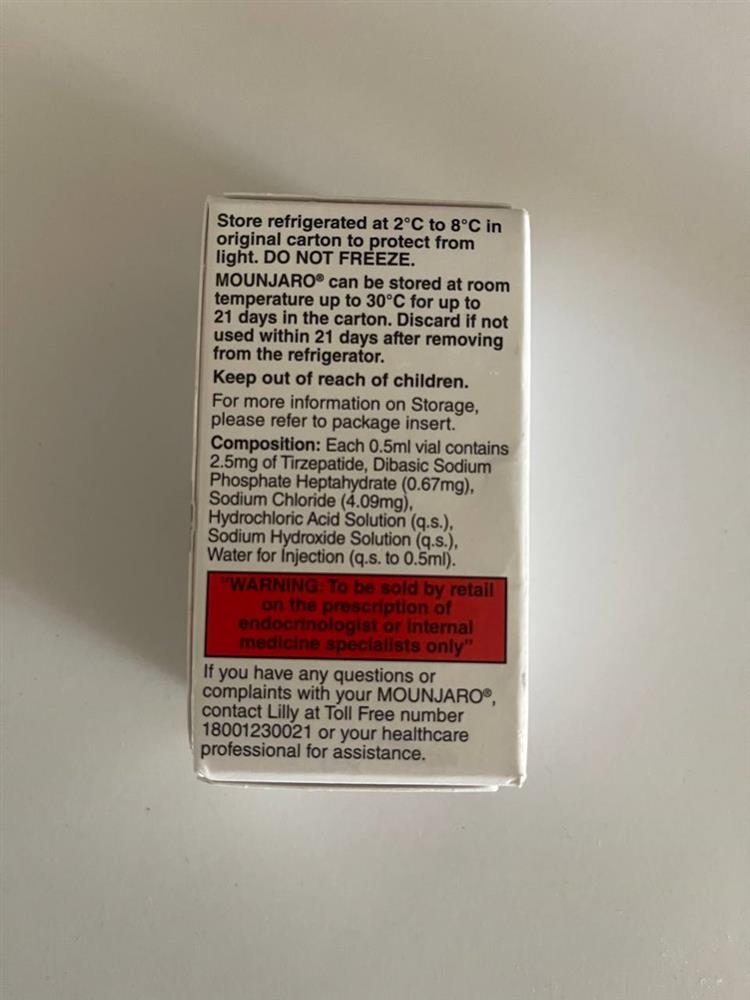 Store refrigerated at 2°C to 8°C in
original carton to protect from
light. DO NOT FREEZE.
MOUNJARO® can be stored at room
temperature up to 30°C for up to
21 days in the carton. Discard if not
used within 21 days after removing
from the refrigerator.
Keep out of reach of children.
For more information on Storage,
please refer to package insert.
Composition: Each 0.5ml vial contains
2.5mg of Tirzepatide, Dibasic Sodium
Phosphate Heptahydrate (0.67mg),
Sodium Chloride (4.09mg),
Hydrochloric Acid Solution (q.s.),
Sodium Hydroxide Solution (q.s.),
Water for Injection (q.s. to 0.5ml).
"WARNING: To be sold by retail
on the prescription of
endocrinologist or Internal
medicine specialists only"
If you have any questions or
complaints with your MOUNJARO®,
contact Lilly at Toll Free number
18001230021 or your healthcare
professional for assistance.